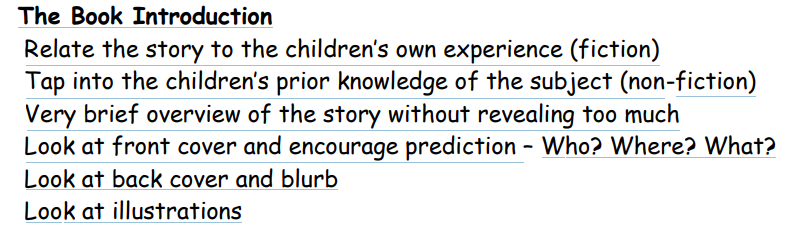 The Book Introduction
Relate the story to the children's own experience (fiction)
Tap into the children's prior knowledge of the subject (non-fiction)
Very brief overview of the story without revealing too much
Look at front cover and encourage prediction – Who? Where? What?
Look at back cover and blurb
Look at illustrations